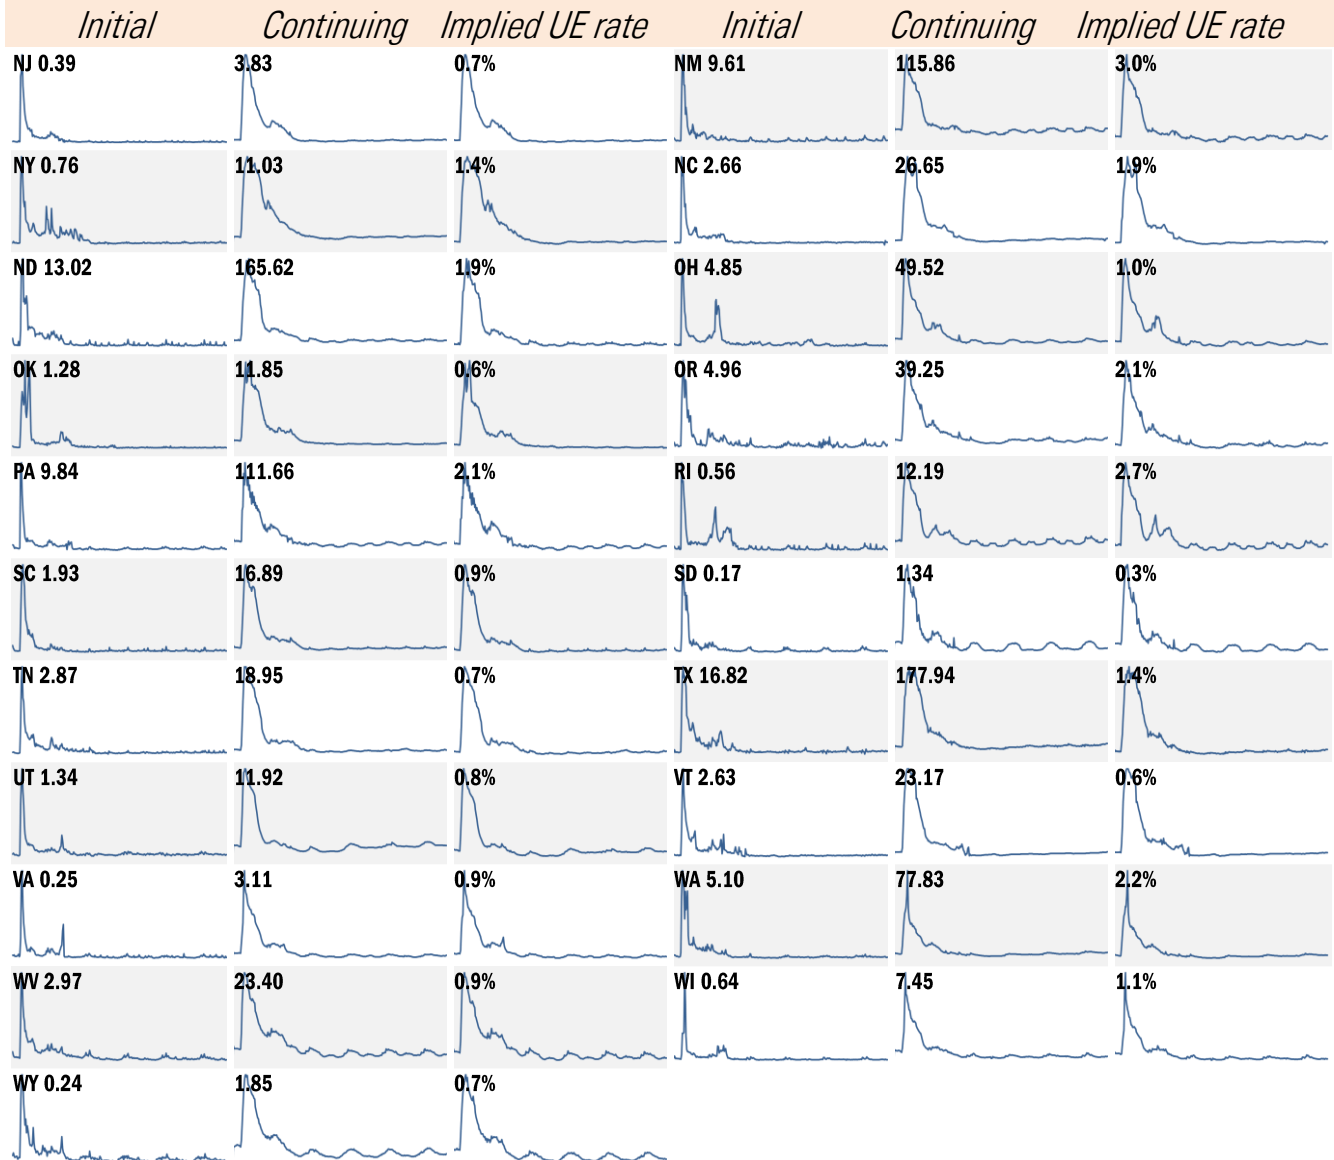 Initial Continuing Implied UE rate Initial Continuing Implied UE rate
NJ 0.39 3.83 0.7% NM 9.61 115.86 3.0%
NY 0.76 11.03 1.4% NC 2.66 26.65 1.9%
ND 13.02 165.62 1.9% OH 4.85 49.52 1.0%
OK 1.28 11.85 0.6% OR 4.96 39.25 2.1%
PA 9.84 111.66 2.1% RI 0.56 12.19 2.7%
SC 1.93 16.89 0.9% SD 0.17 1.34 0.3%
TN 2.87 18.95 0.7% TX 16.82 177.94 1.4%
UT 1.34 11.92 0.8% VT 2.63 23.17 0.6%
VA 0.25 3.11 0.9% WA 5.10 77.83 2.2%
WV 2.97 23.40 0.9% WI 0.64 7.45 1.1%
WY 0.24 1.85 0.7%